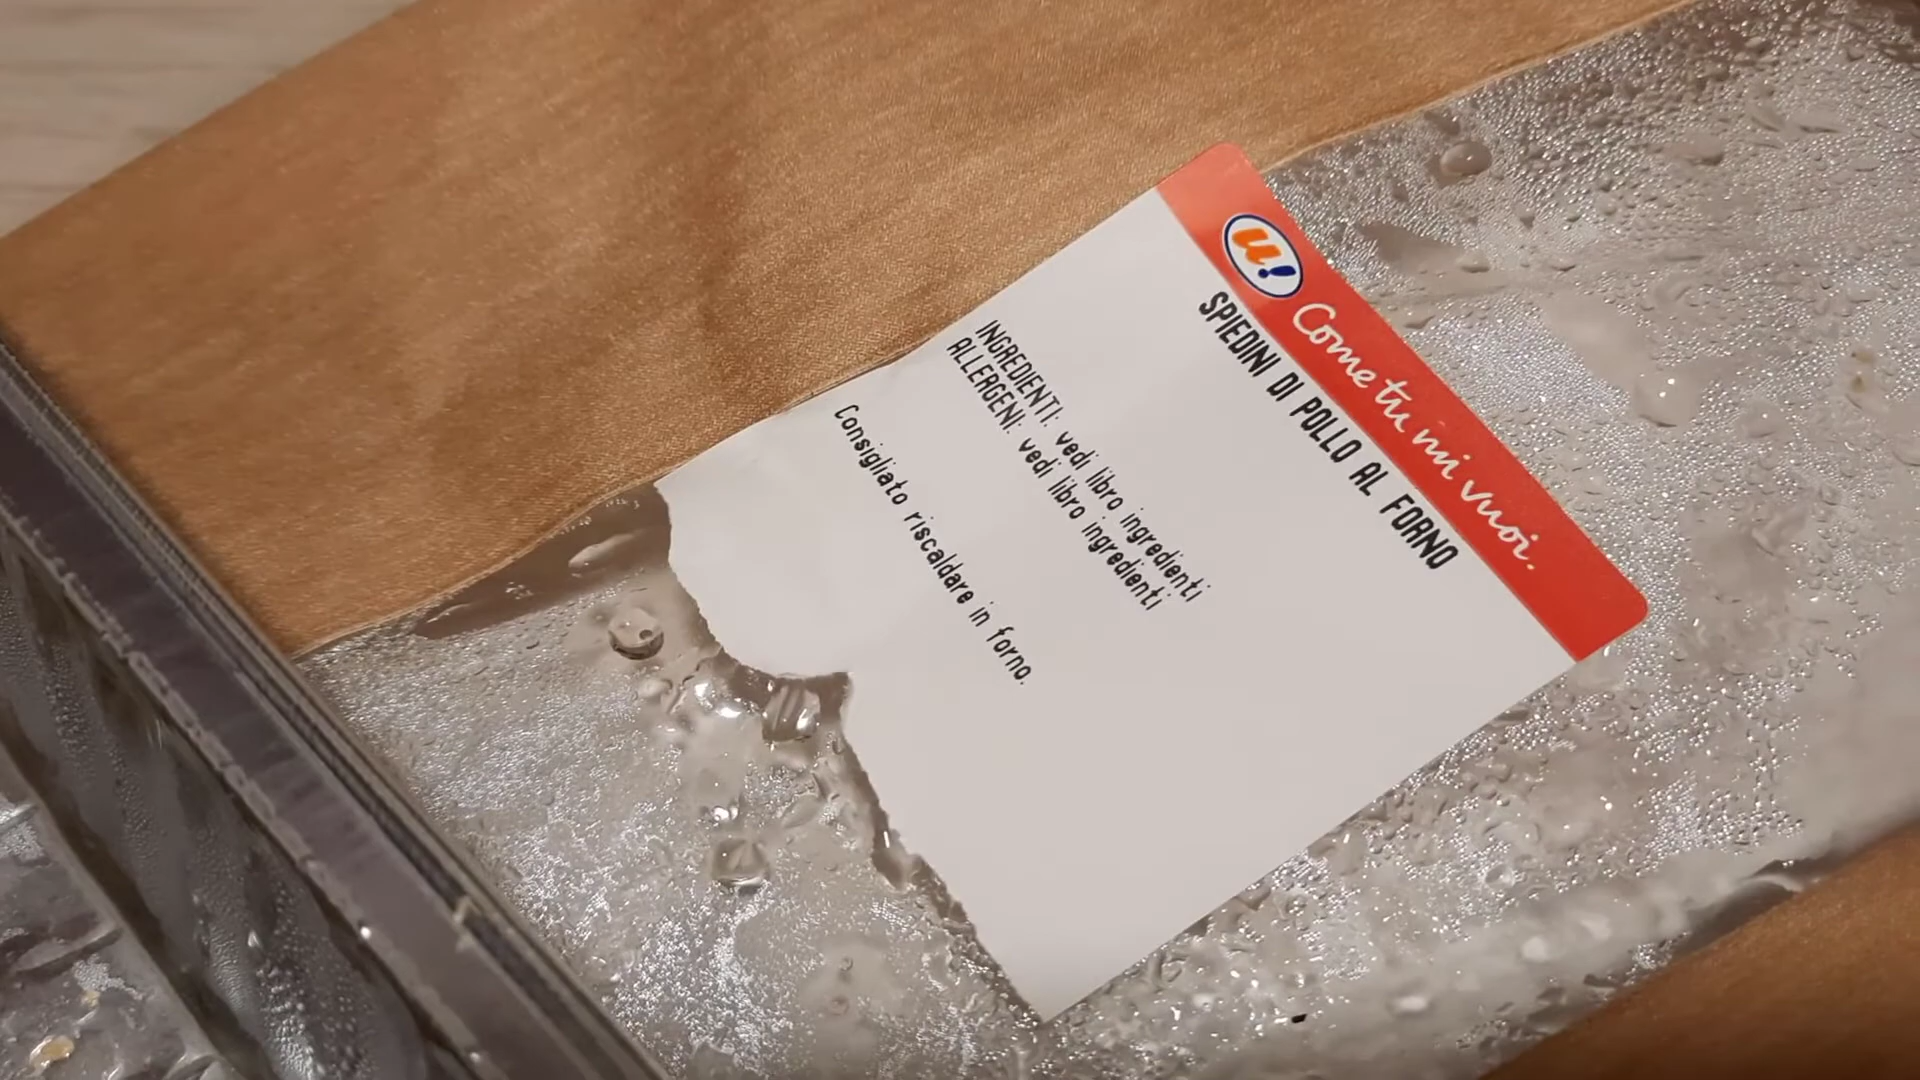 u! Come tu mi vuoi.
SPIEDINI DI POLLO AL FORNO
INGREDIENTI: vedi libro ingredienti
ALLERGENI: vedi libro ingredienti
Consigliato riscaldare in forno.